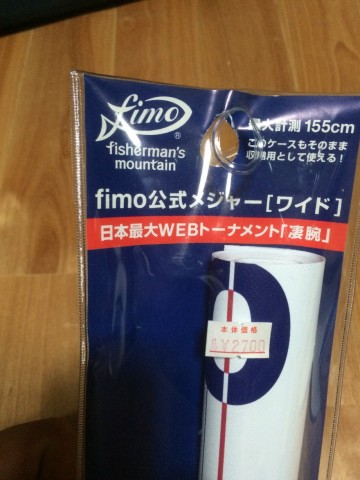 fimo
®
fisherman's
mountain
最大計測 155cm
このケースもそのまま
収納用として使える！
fimo公式メジャー[ワイド]
日本最大WEBトーナメント「凄腕」
本体価格
¥2700
0